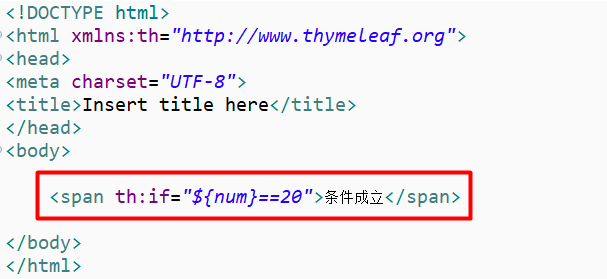 <!DOCTYPE html>
<html xmlns:th="http://www.thymeleaf.org">
<head>
<meta charset="UTF-8">
<title>Insert title here</title>
</head>
<body>
<span th:if="${num}==20">条件成立</span>
</body>
</html>